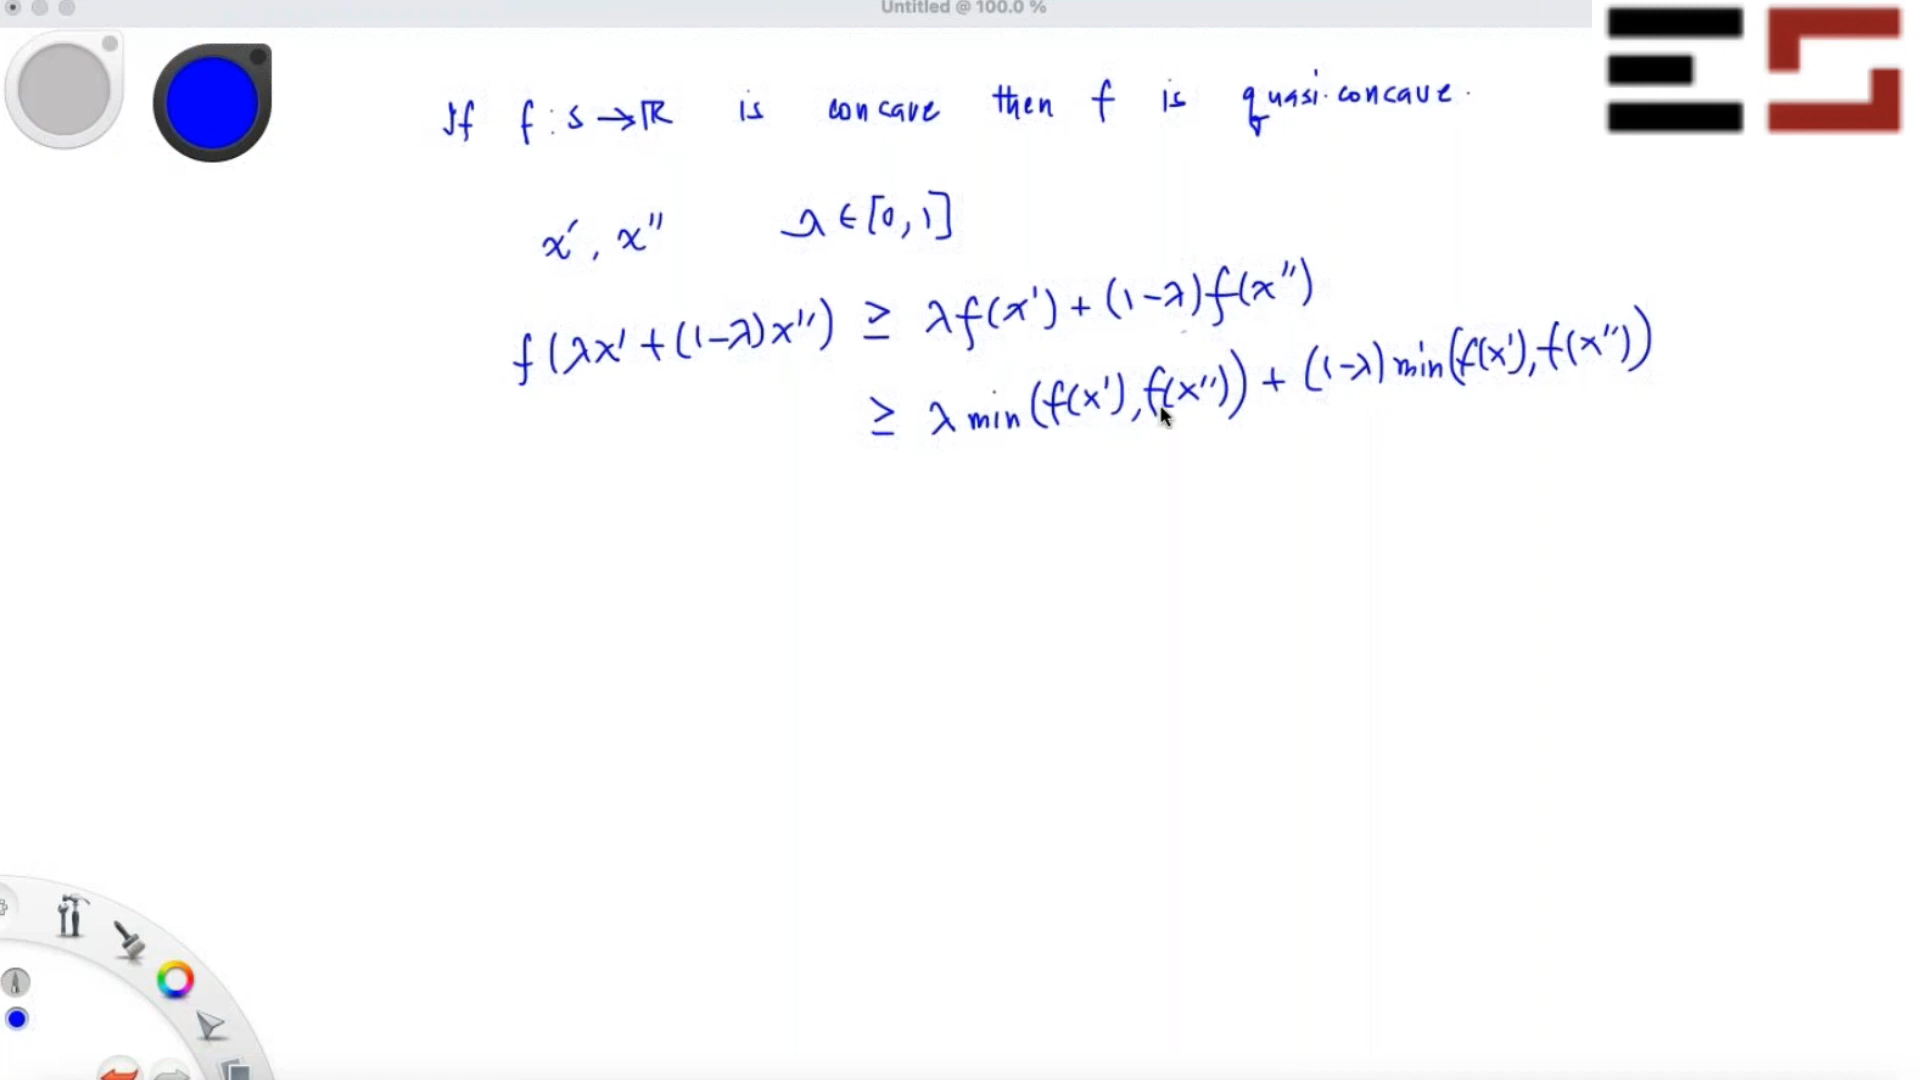 Untitled @ 100.0 %
If f : S → ℝ is concave then f is quasi-concave.
x', x'' λ ∈ [0, 1]
f(λx' + (1-λ)x'') ≥ λf(x') + (1-λ)f(x'')
≥ λ min(f(x'), f(x'')) + (1-λ) min(f(x'), f(x''))